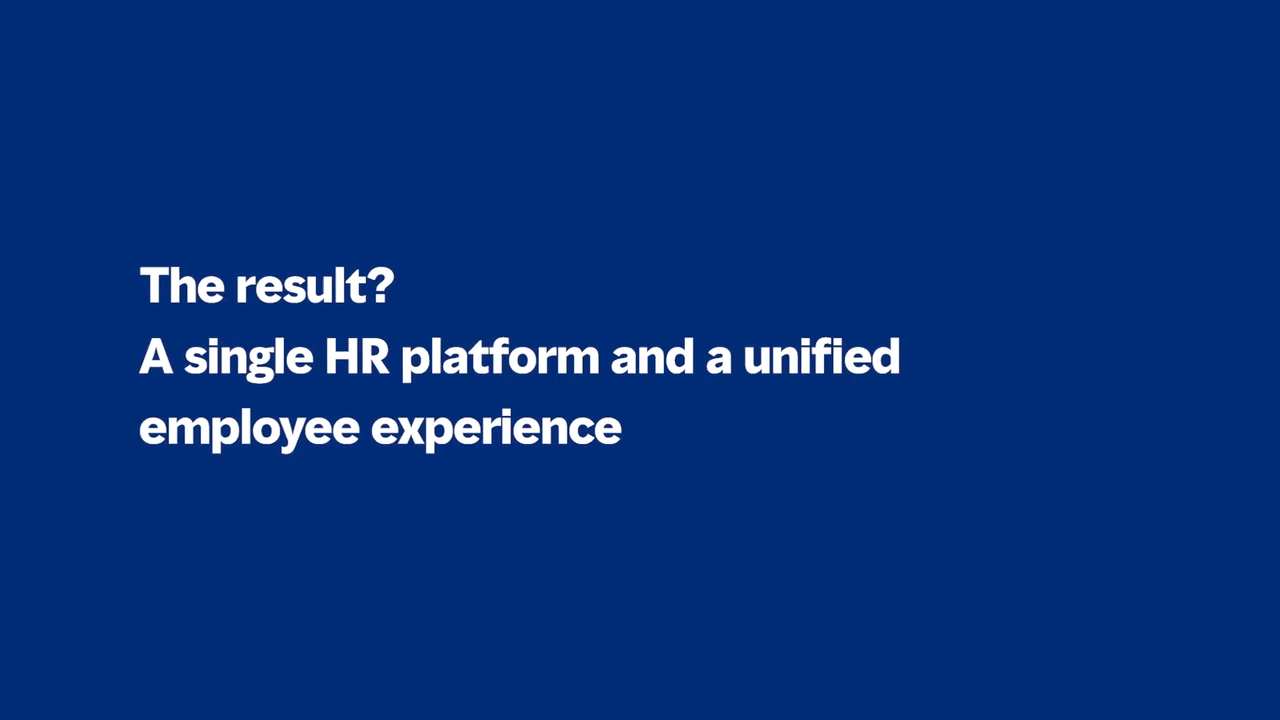 The result?
A single HR platform and a unified
employee experience